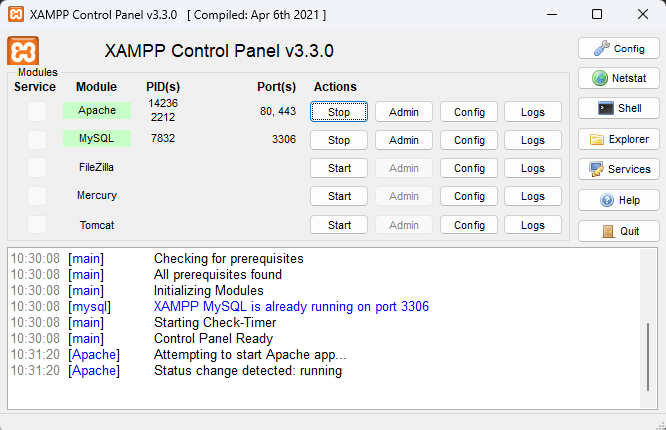 XAMPP Control Panel v3.3.0 [ Compiled: Apr 6th 2021 ]
XAMPP Control Panel v3.3.0
Config
Modules
Service Module PID(s) Port(s) Actions
Netstat
Apache 14236 2212 80, 443 Stop Admin Config Logs
Shell
MySQL 7832 3306 Stop Admin Config Logs
Explorer
FileZilla Start Admin Config Logs
Services
Mercury Start Admin Config Logs
Help
Tomcat Start Admin Config Logs
Quit
10:30:08 [main] Checking for prerequisites
10:30:08 [main] All prerequisites found
10:30:08 [main] Initializing Modules
10:30:08 [mysql] XAMPP MySQL is already running on port 3306
10:30:08 [main] Starting Check-Timer
10:30:08 [main] Control Panel Ready
10:31:20 [Apache] Attempting to start Apache app...
10:31:20 [Apache] Status change detected: running